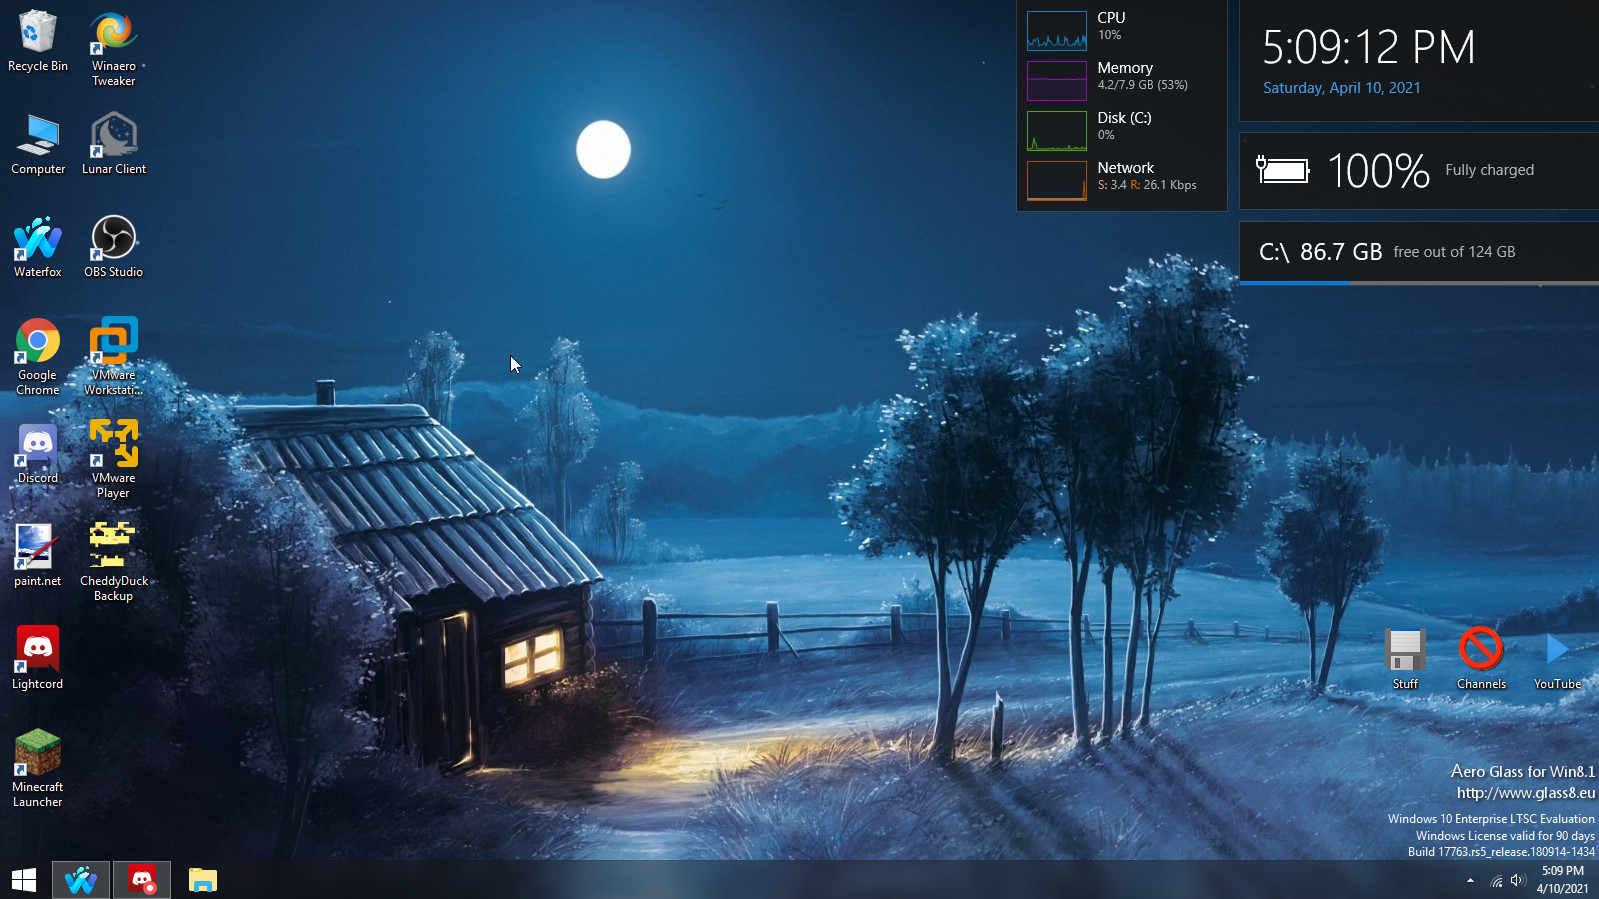 Recycle Bin
Winaero
Tweaker
Computer
Lunar Client
Waterfox
OBS Studio
Google
Chrome
VMware
Workstati...
Discord
VMware
Player
paint.net
CheddyDuck
Backup
Lightcord
Minecraft
Launcher
CPU
10%
Memory
4.2/7.9 GB (53%)
Disk (C:)
0%
Network
S: 3.4 R: 26.1 Kbps
5:09:12 PM
Saturday, April 10, 2021
100% Fully charged
C:\ 86.7 GB free out of 124 GB
Stuff
Channels
YouTube
Aero Glass for Win8.1
http://www.glass8.eu
Windows 10 Enterprise LTSC Evaluation
Windows License valid for 90 days
Build 17763.rs5_release.180914-1434
5:09 PM
4/10/2021